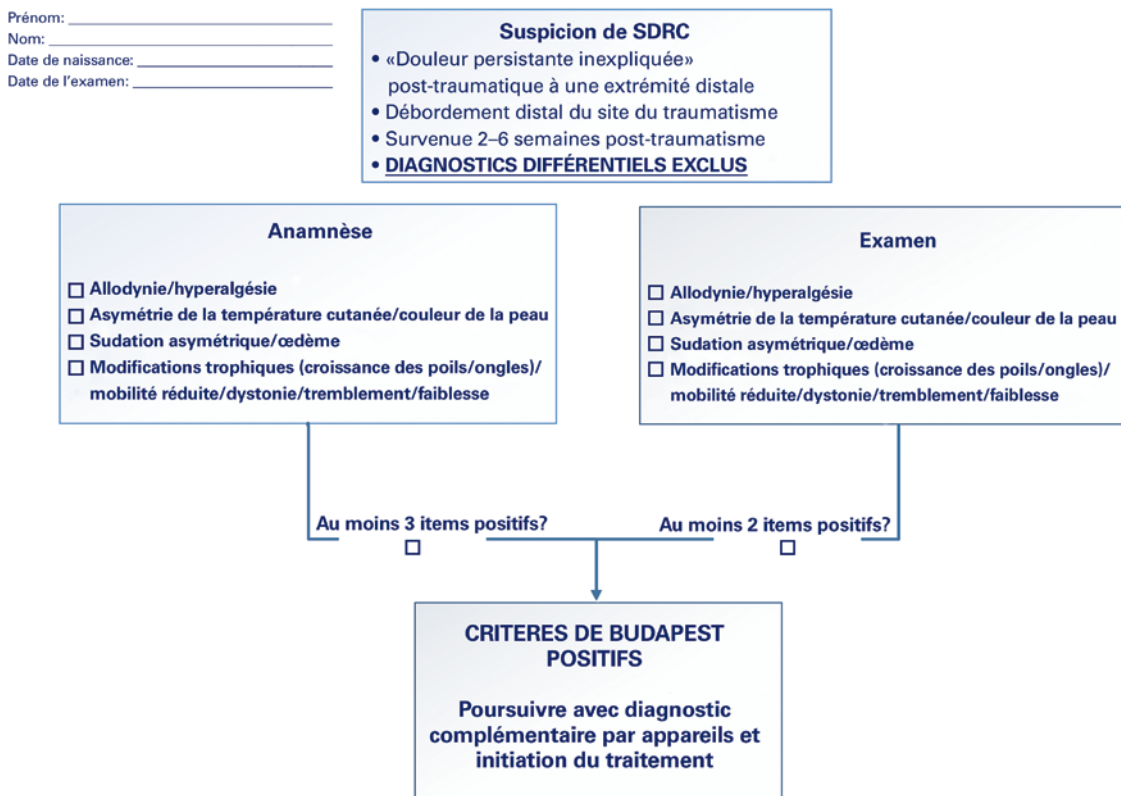 Prénom:
Nom:
Date de naissance:
Date de l'examen:
Suspicion de SDRC
• «Douleur persistante inexpliquée»
post-traumatique à une extrémité distale
• Débordement distal du site du traumatisme
• Survenue 2–6 semaines post-traumatisme
• DIAGNOSTICS DIFFÉRENTIELS EXCLUS
Anamnèse
☐ Allodynie/hyperalgésie
☐ Asymétrie de la température cutanée/couleur de la peau
☐ Sudation asymétrique/œdème
☐ Modifications trophiques (croissance des poils/ongles)/
mobilité réduite/dystonie/tremblement/faiblesse
Examen
☐ Allodynie/hyperalgésie
☐ Asymétrie de la température cutanée/couleur de la peau
☐ Sudation asymétrique/œdème
☐ Modifications trophiques (croissance des poils/ongles)/
mobilité réduite/dystonie/tremblement/faiblesse
Au moins 3 items positifs?
☐
Au moins 2 items positifs?
☐
CRITERES DE BUDAPEST
POSITIFS
Poursuivre avec diagnostic
complémentaire par appareils et
initiation du traitement